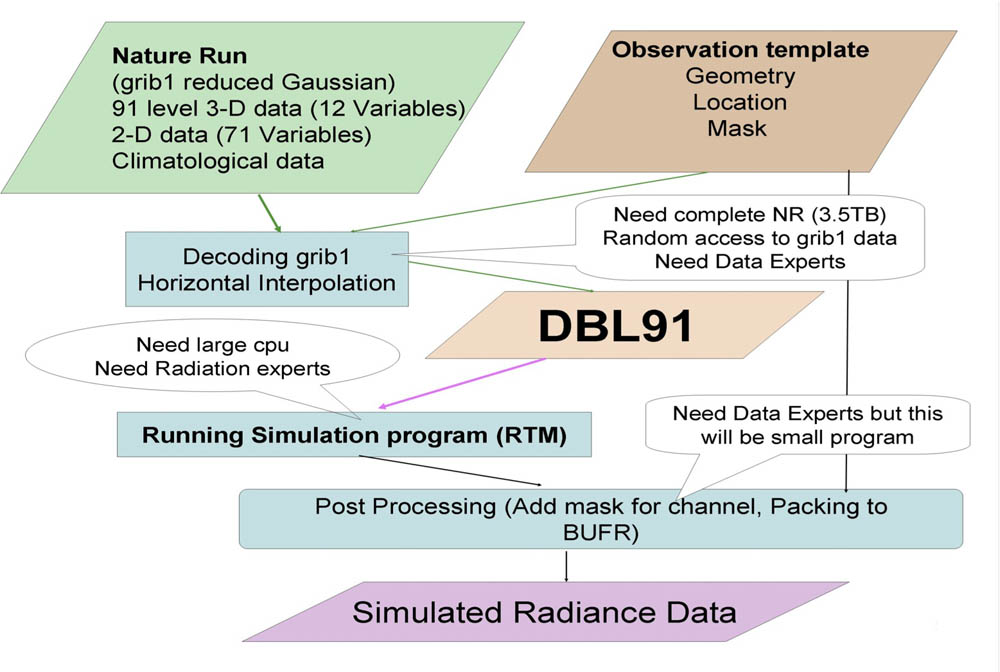 Nature Run
(grib1 reduced Gaussian)
91 level 3-D data (12 Variables)
2-D data (71 Variables)
Climatological data
Observation template
Geometry
Location
Mask
Need complete NR (3.5TB)
Random access to grib1 data
Need Data Experts
Decoding grib1
Horizontal Interpolation
DBL91
Need large cpu
Need Radiation experts
Running Simulation program (RTM)
Need Data Experts but this
will be small program
Post Processing (Add mask for channel, Packing to
BUFR)
Simulated Radiance Data